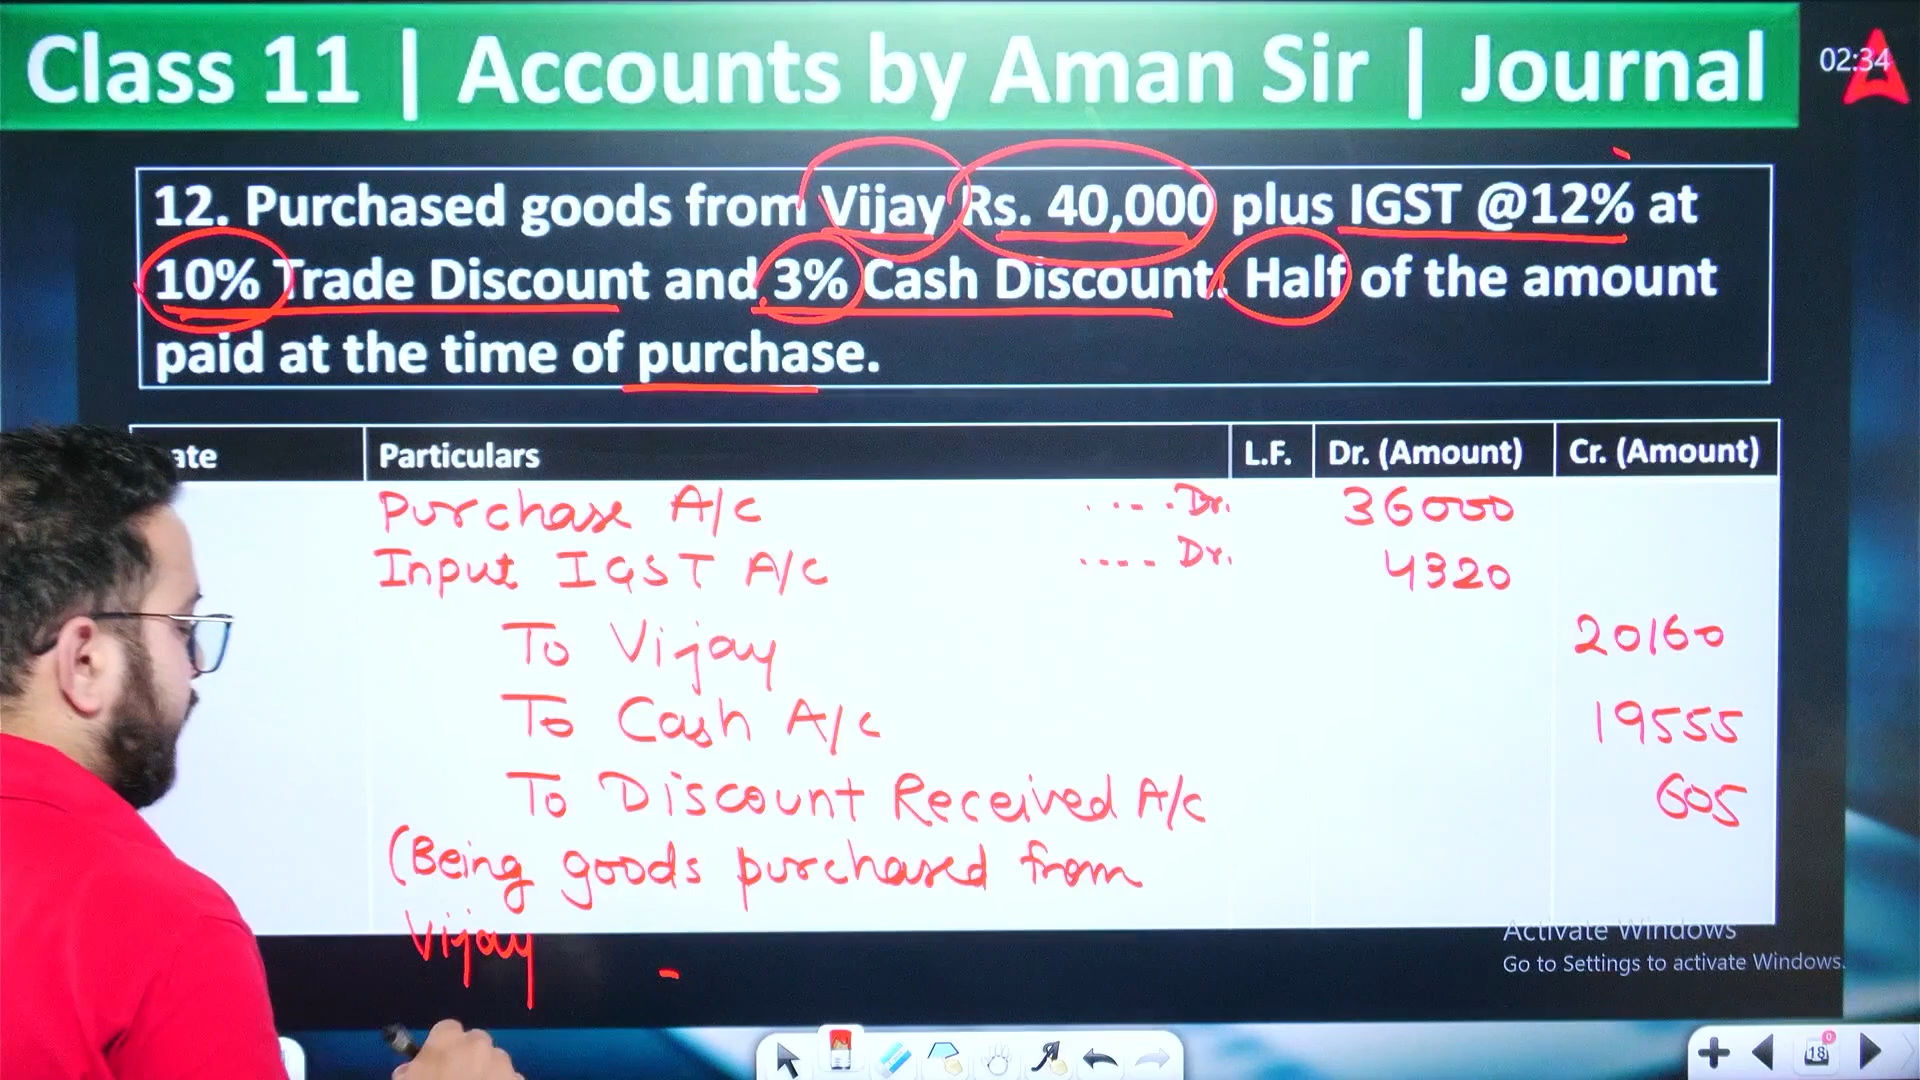 Class 11 | Accounts by Aman Sir | Journal
02:34
12. Purchased goods from Vijay Rs. 40,000 plus IGST @12% at
10% Trade Discount and 3% Cash Discount. Half of the amount
paid at the time of purchase.
ate Particulars L.F. Dr. (Amount) Cr. (Amount)
Purchase A/c ....Dr. 36000
Input IGST A/c ....Dr. 4320
To Vijay 20160
To Cash A/c 19555
To Discount Received A/c 605
(Being goods purchased from
Vijay
Activate Windows
Go to Settings to activate Windows.
18
0